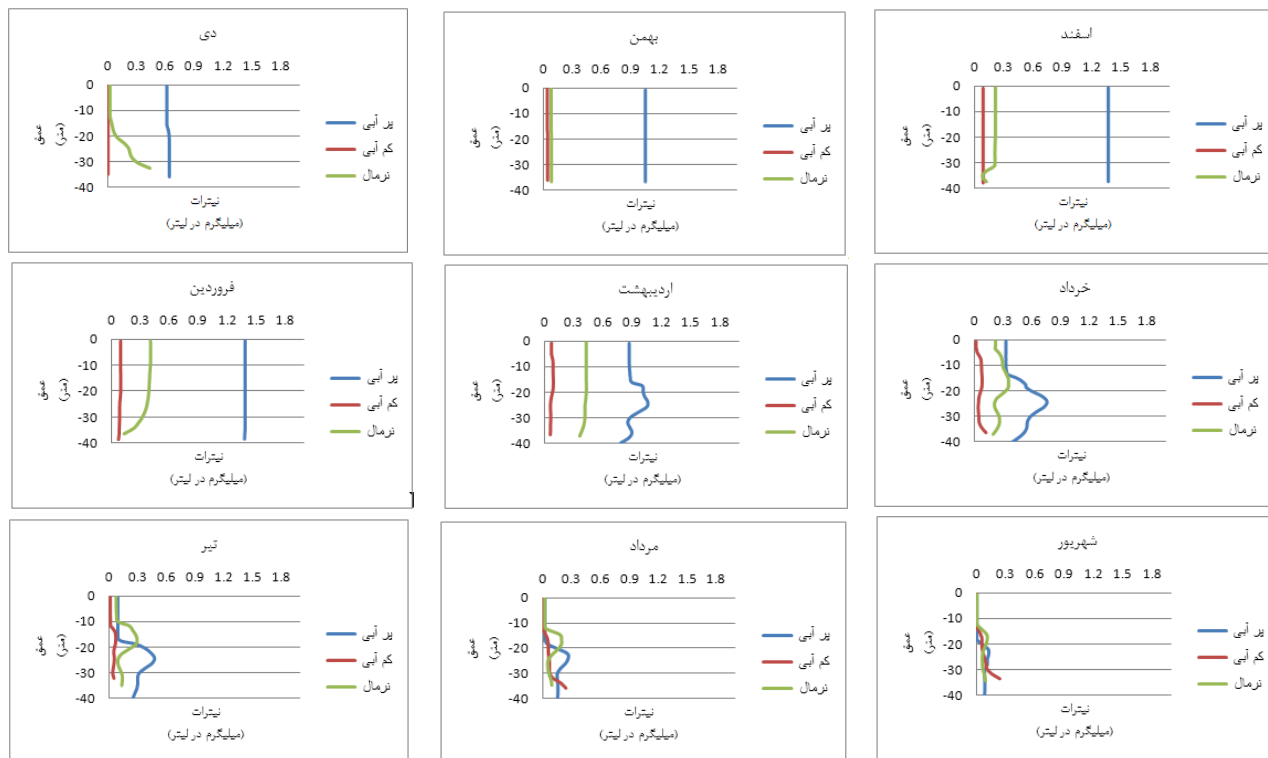 دی
0 0.3 0.6 0.9 1.2 1.5 1.8
0
-10
-20
-30
-40
عمق
(متر)
پر آبی
کم آبی
نرمال
نیترات
(میلیگرم در لیتر)
بهمن
0 0.3 0.6 0.9 1.2 1.5 1.8
0
-10
-20
-30
-40
عمق
(متر)
پر آبی
کم آبی
نرمال
نیترات
(میلیگرم در لیتر)
اسفند
0 0.3 0.6 0.9 1.2 1.5 1.8
0
-10
-20
-30
-40
عمق
(متر)
پر آبی
کم آبی
نرمال
نیترات
(میلیگرم در لیتر)
فروردین
0 0.3 0.6 0.9 1.2 1.5 1.8
0
-10
-20
-30
-40
عمق
(متر)
پر آبی
کم آبی
نرمال
نیترات
(میلیگرم در لیتر)
اردیبهشت
0 0.3 0.6 0.9 1.2 1.5 1.8
0
-10
-20
-30
-40
عمق
(متر)
پر آبی
کم آبی
نرمال
نیترات
(میلیگرم در لیتر)
خرداد
0 0.3 0.6 0.9 1.2 1.5 1.8
0
-10
-20
-30
-40
عمق
(متر)
پر آبی
کم آبی
نرمال
نیترات
(میلیگرم در لیتر)
تیر
0 0.3 0.6 0.9 1.2 1.5 1.8
0
-10
-20
-30
-40
عمق
(متر)
پر آبی
کم آبی
نرمال
نیترات
(میلیگرم در لیتر)
مرداد
0 0.3 0.6 0.9 1.2 1.5 1.8
0
-10
-20
-30
-40
عمق
(متر)
پر آبی
کم آبی
نرمال
نیترات
(میلیگرم در لیتر)
شهریور
0 0.3 0.6 0.9 1.2 1.5 1.8
0
-10
-20
-30
-40
عمق
(متر)
پر آبی
کم آبی
نرمال
نیترات
(میلیگرم در لیتر)